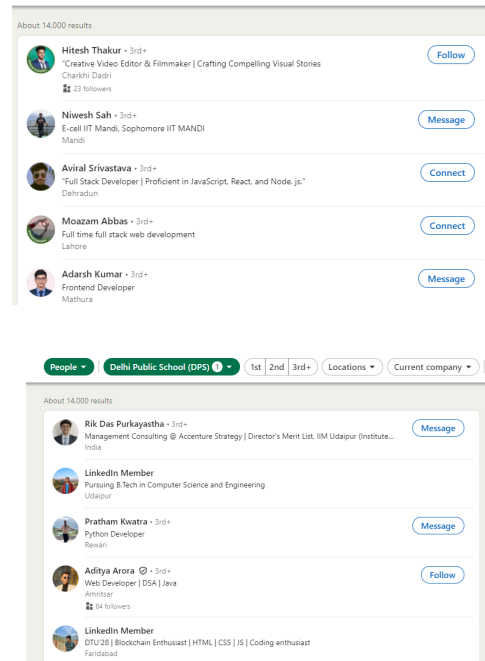 About 14,000 results
Hitesh Thakur • 3rd+
Follow
"Creative Video Editor & Filmmaker | Crafting Compelling Visual Stories
Charkhi Dadri
23 followers
Niwesh Sah • 3rd+
Message
E-cell IIT Mandi. Sophomore IIT MANDI
Mandi
Aviral Srivastava • 3rd+
Connect
"Full Stack Developer | Proficient in JavaScript, React, and Node. js."
Dehradun
Moazam Abbas • 3rd+
Connect
Full time full stack web development
Lahore
Adarsh Kumar • 3rd+
Message
Frontend Developer
Mathura
People Delhi Public School (DPS) 1 1st 2nd 3rd+ Locations Current company
About 14,000 results
Rik Das Purkayastha • 3rd+
Message
Management Consulting @ Accenture Strategy | Director's Merit List, IIM Udaipur (Institute...
India
LinkedIn Member
Pursuing B.Tech in Computer Science and Engineering
Udaipur
Pratham Kwatra • 3rd+
Message
Python Developer
Rewari
Aditya Arora • 3rd+
Follow
Web Developer | DSA | Java
Amritsar
84 followers
LinkedIn Member
DTU'28 | Blockchain Enthusiast | HTML | CSS | JS | Coding enthusiast
Faridabad